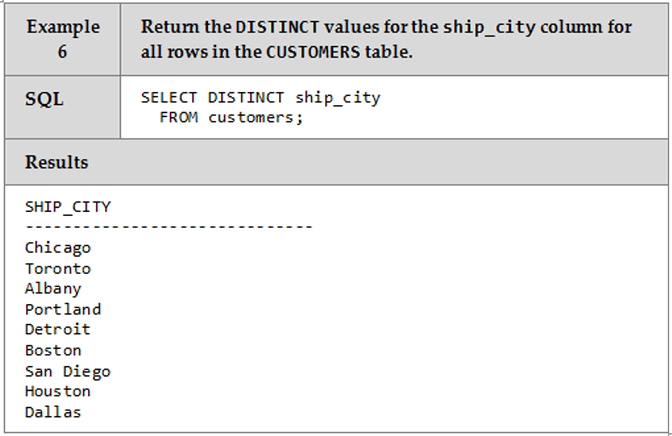 Example
6
Return the DISTINCT values for the ship_city column for
all rows in the CUSTOMERS table.
SQL
SELECT DISTINCT ship_city
  FROM customers;
Results
SHIP_CITY
------------------------------
Chicago
Toronto
Albany
Portland
Detroit
Boston
San Diego
Houston
Dallas